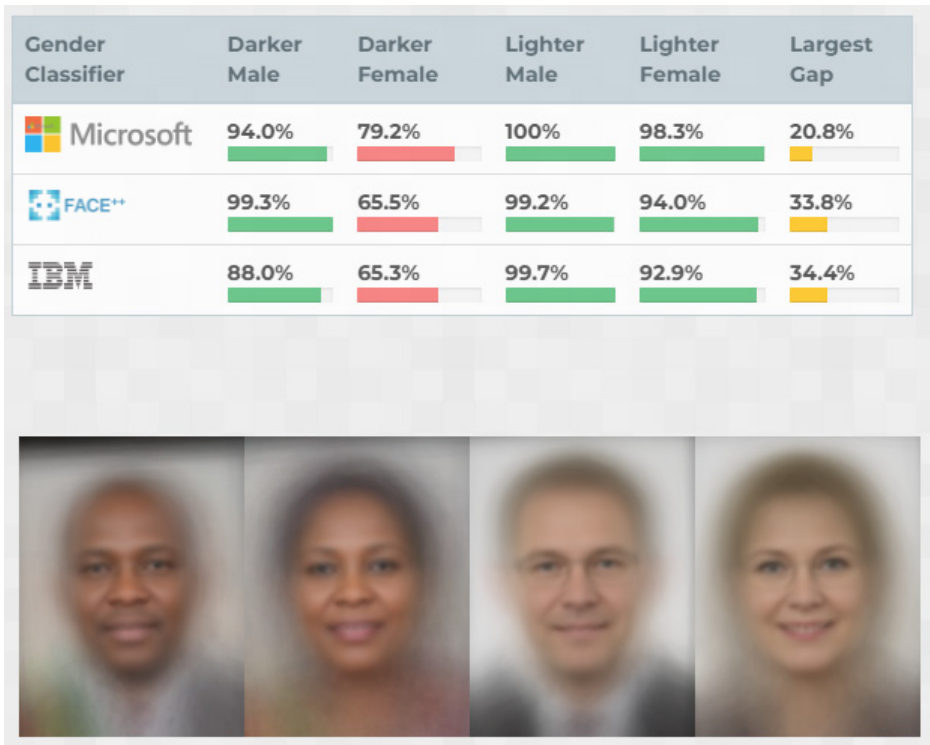 Gender Classifier Darker Male Darker Female Lighter Male Lighter Female Largest Gap
Microsoft 94.0% 79.2% 100% 98.3% 20.8%
FACE++ 99.3% 65.5% 99.2% 94.0% 33.8%
IBM 88.0% 65.3% 99.7% 92.9% 34.4%